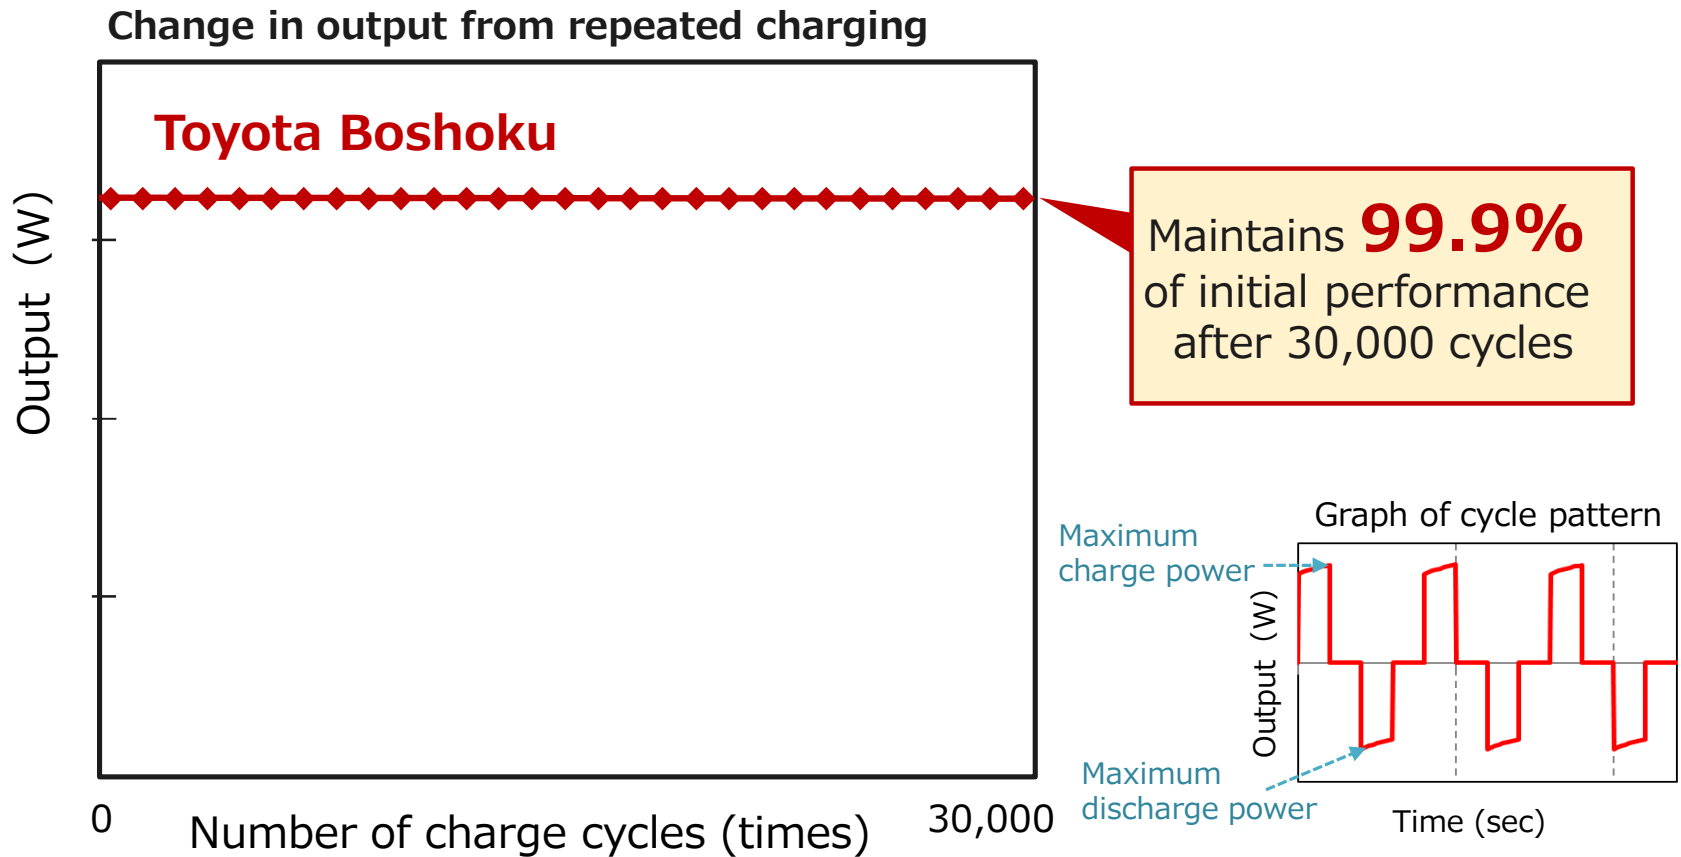 Change in output from repeated charging
Toyota Boshoku
Output (W)
0
30,000
Number of charge cycles (times)
Maintains 99.9%
of initial performance
after 30,000 cycles
Graph of cycle pattern
Maximum
charge power
Output (W)
Maximum
discharge power
Time (sec)